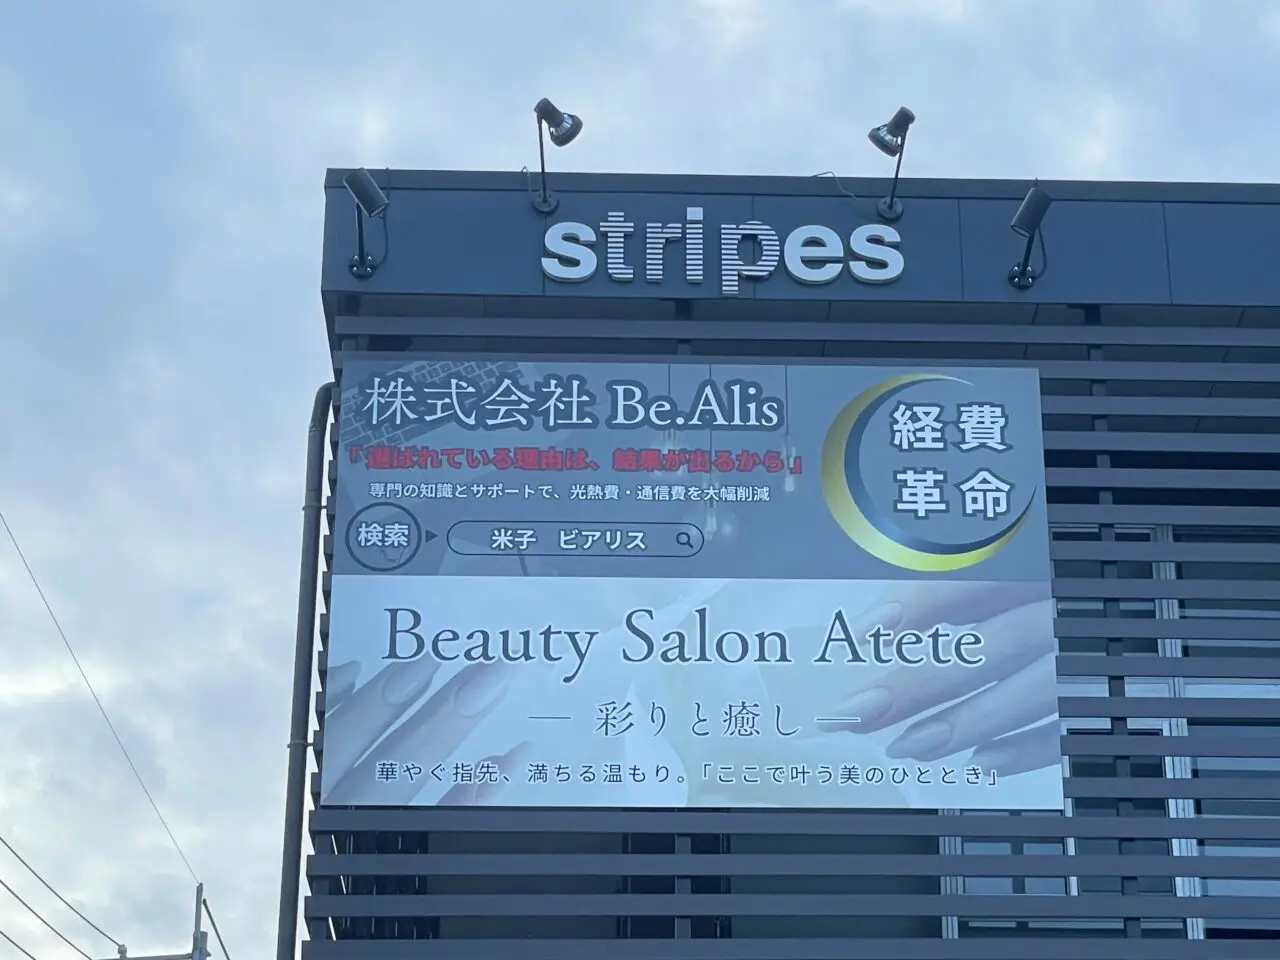 stripes
株式会社 Be.Alis
「選ばれている理由は、結果が出るから」
専門の知識とサポートで、光熱費・通信費を大幅削減
検索 米子 ビアリス
経費
革命
Beauty Salon Atete
― 彩りと癒し ―
華やぐ指先、満ちる温もり。「ここで叶う美のひととき」